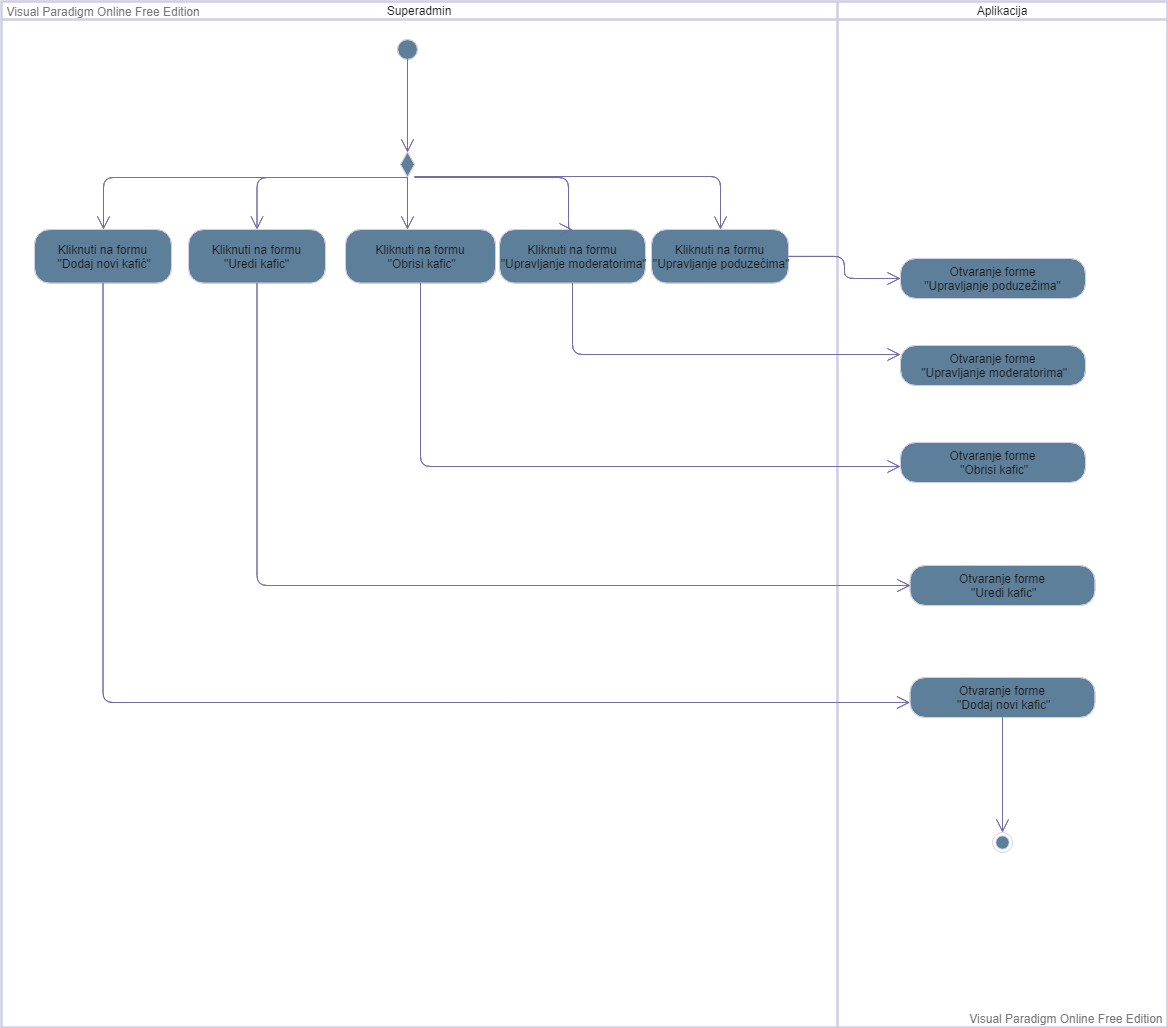 Visual Paradigm Online Free Edition
Superadmin
Aplikacija
Kliknuti na formu
"Dodaj novi kafić"
Kliknuti na formu
"Uredi kafic"
Kliknuti na formu
"Obrisi kafic"
Kliknuti na formu
"Upravljanje moderatorima"
Kliknuti na formu
"Upravljanje poduzećima"
Otvaranje forme
"Upravljanje poduzežima"
Otvaranje forme
"Upravljanje moderatorima"
Otvaranje forme
"Obrisi kafic"
Otvaranje forme
"Uredi kafic"
Otvaranje forme
"Dodaj novi kafic"
Visual Paradigm Online Free Edition